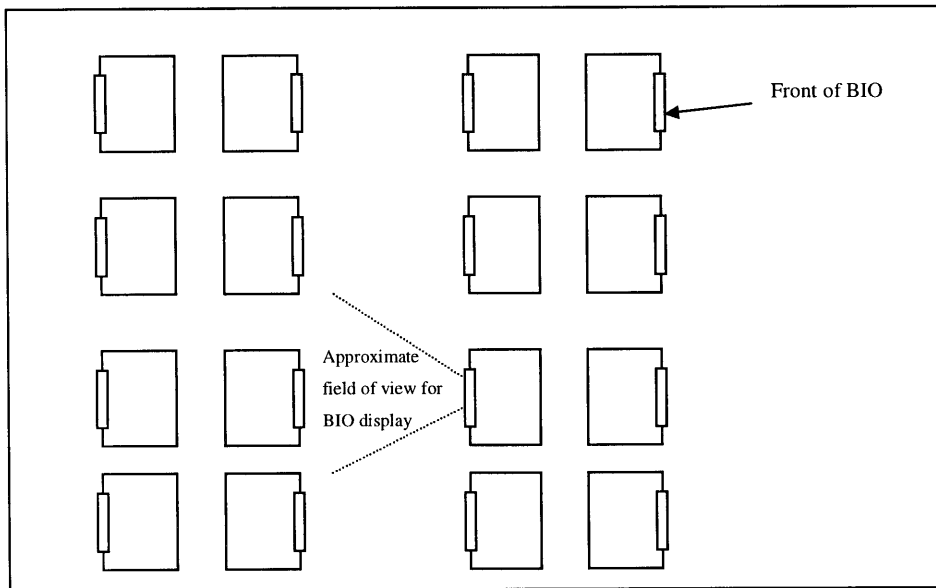 Front of BIO
Approximate
field of view for
BIO display